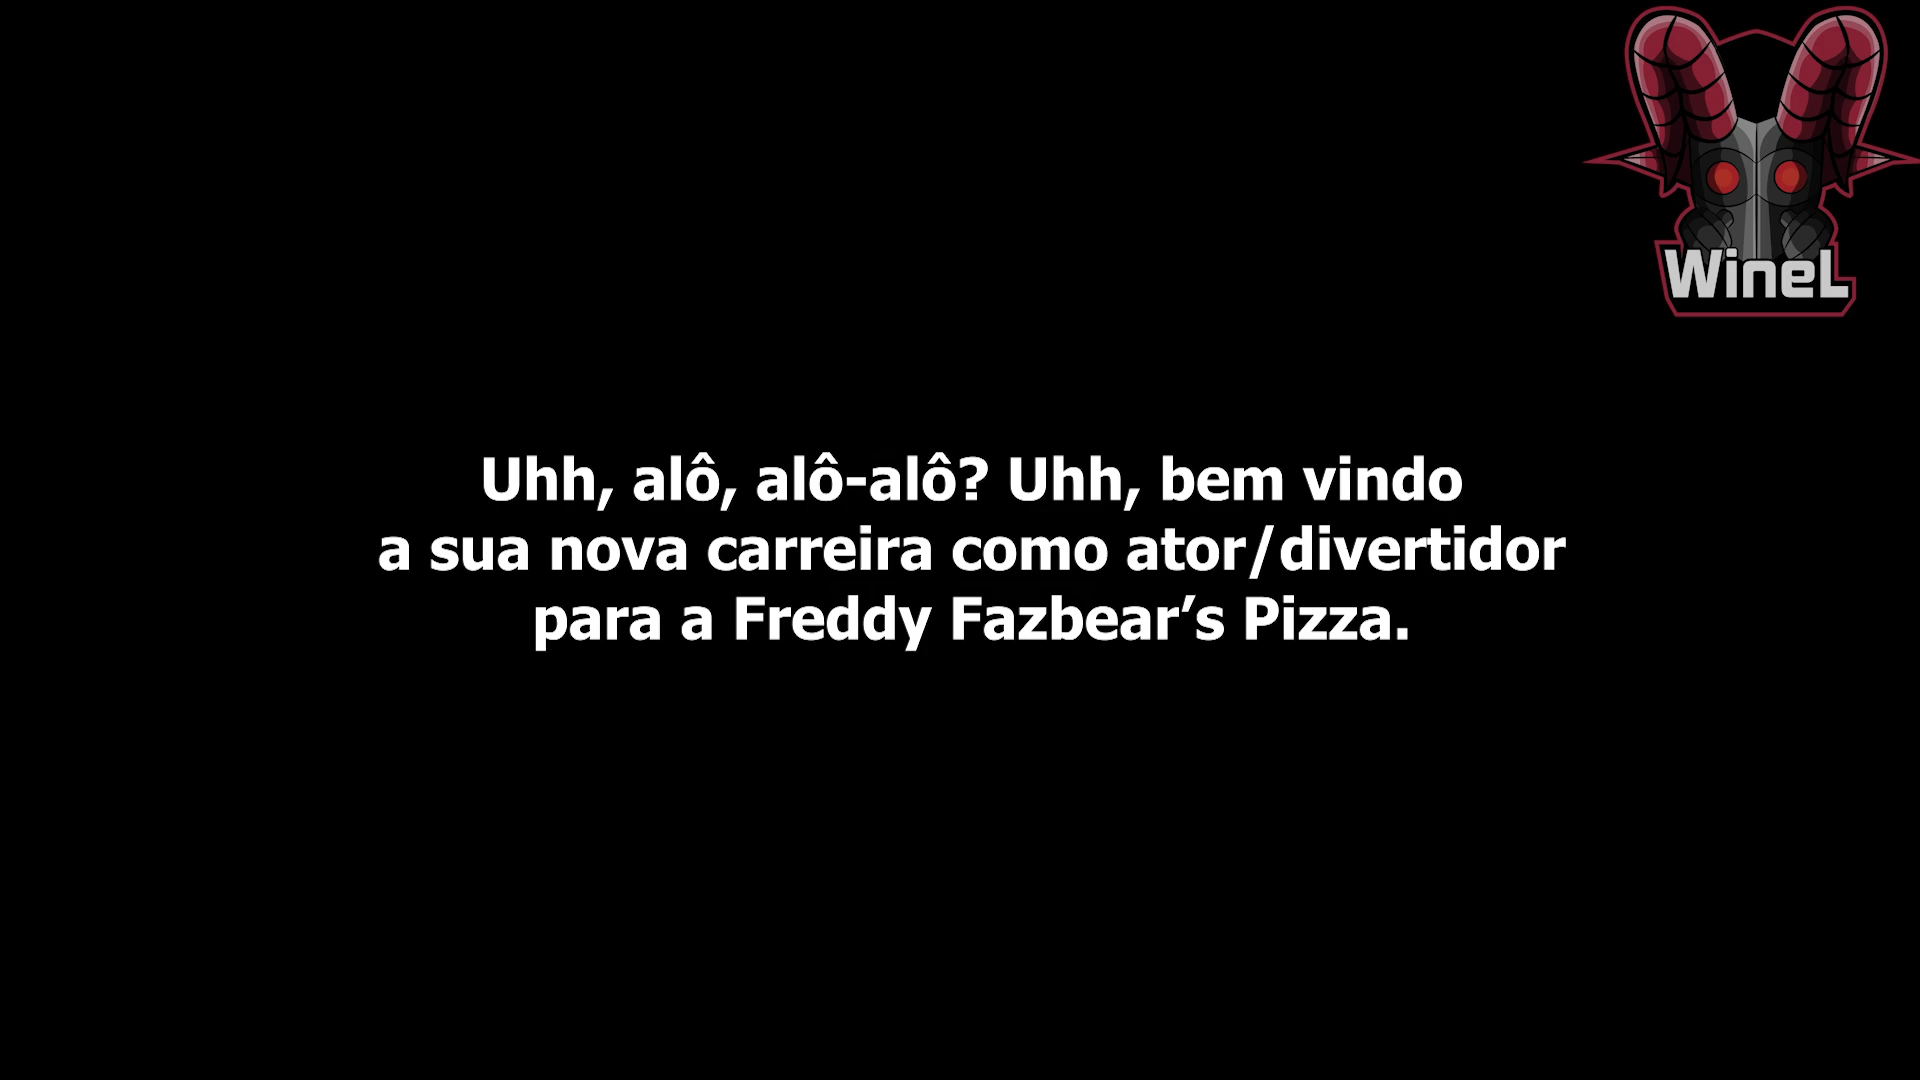 WineL
Uhh, alô, alô-alô? Uhh, bem vindo
a sua nova carreira como ator/divertidor
para a Freddy Fazbear’s Pizza.